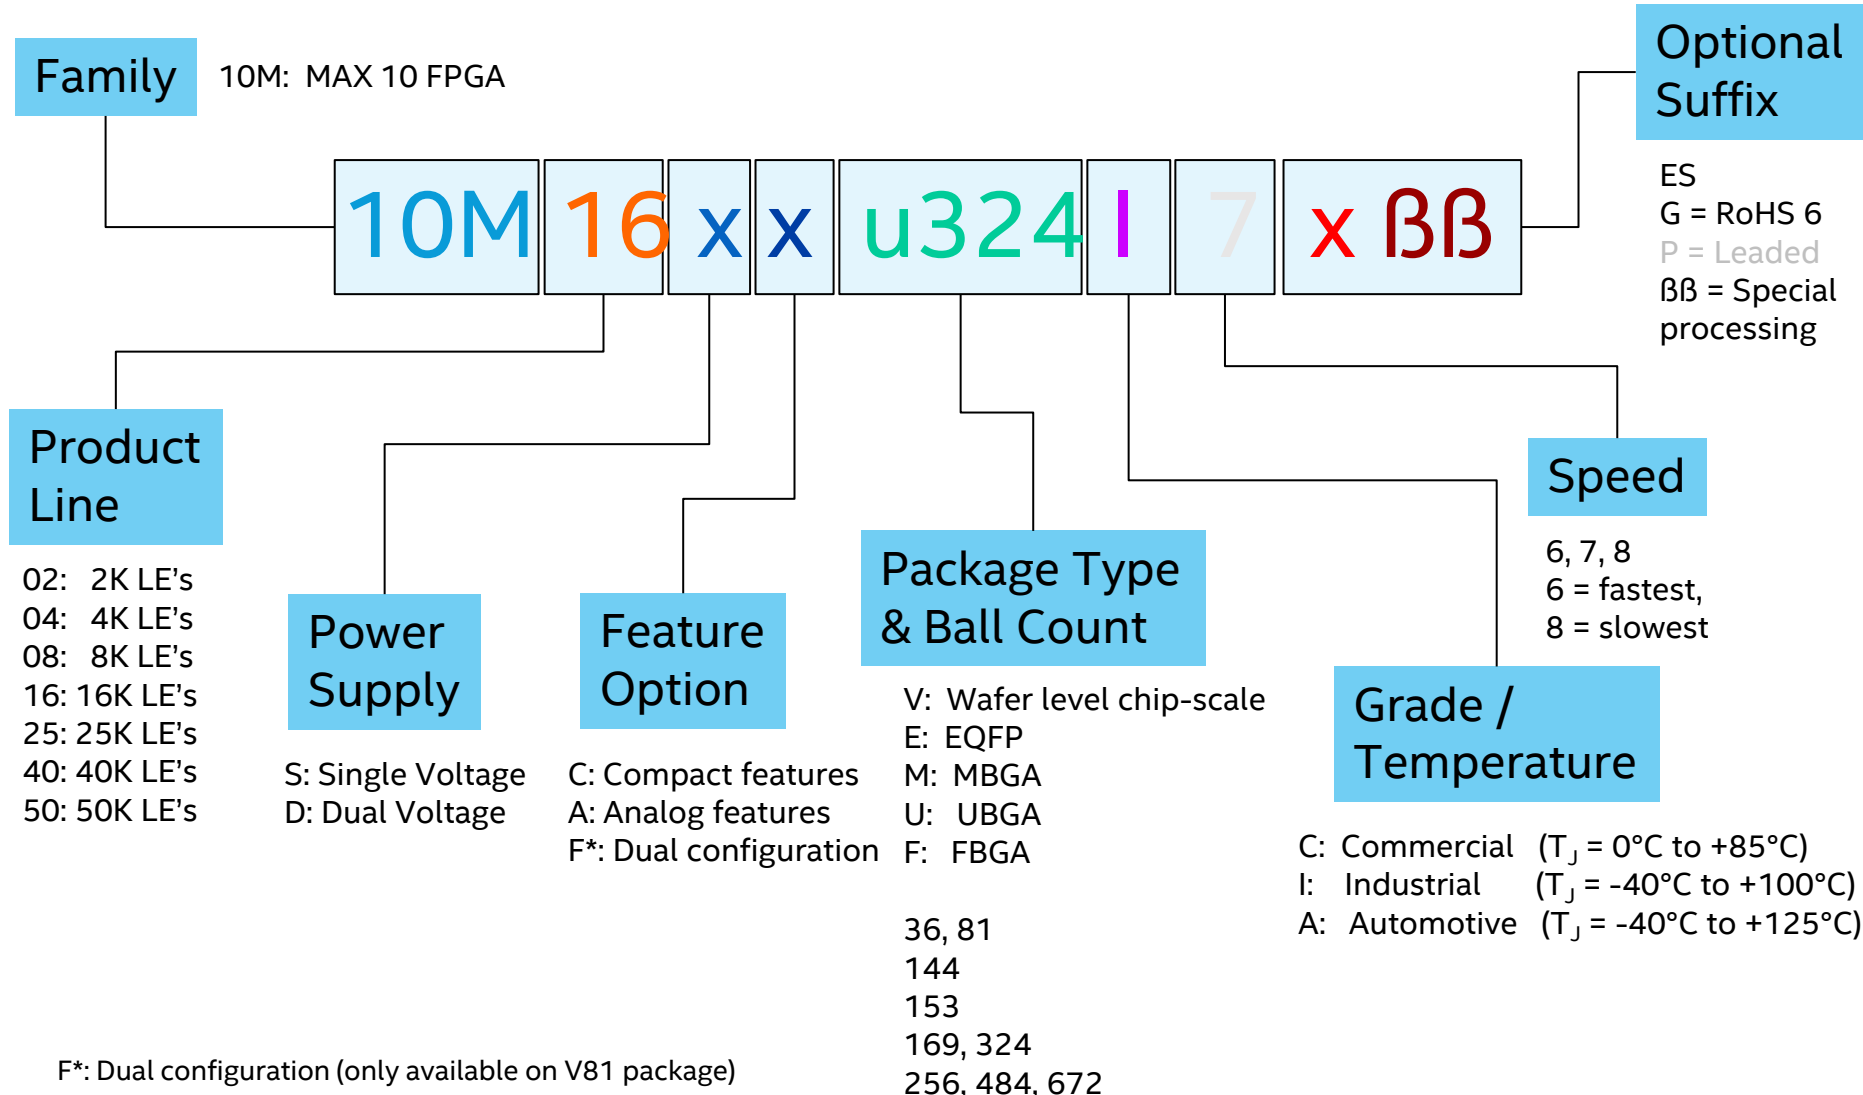 Family
10M: MAX 10 FPGA
Optional
Suffix
10M 16 x x u324 I 7 x ßß
ES
G = RoHS 6
P = Leaded
ßß = Special
processing
Product
Line
02: 2K LE's
04: 4K LE's
08: 8K LE's
16: 16K LE's
25: 25K LE's
40: 40K LE's
50: 50K LE's
Power
Supply
S: Single Voltage
D: Dual Voltage
Feature
Option
C: Compact features
A: Analog features
F*: Dual configuration
Package Type
& Ball Count
V: Wafer level chip-scale
E: EQFP
M: MBGA
U: UBGA
F: FBGA
36, 81
144
153
169, 324
256, 484, 672
Speed
6, 7, 8
6 = fastest,
8 = slowest
Grade /
Temperature
C: Commercial (TJ = 0°C to +85°C)
I: Industrial (TJ = -40°C to +100°C)
A: Automotive (TJ = -40°C to +125°C)
F*: Dual configuration (only available on V81 package)